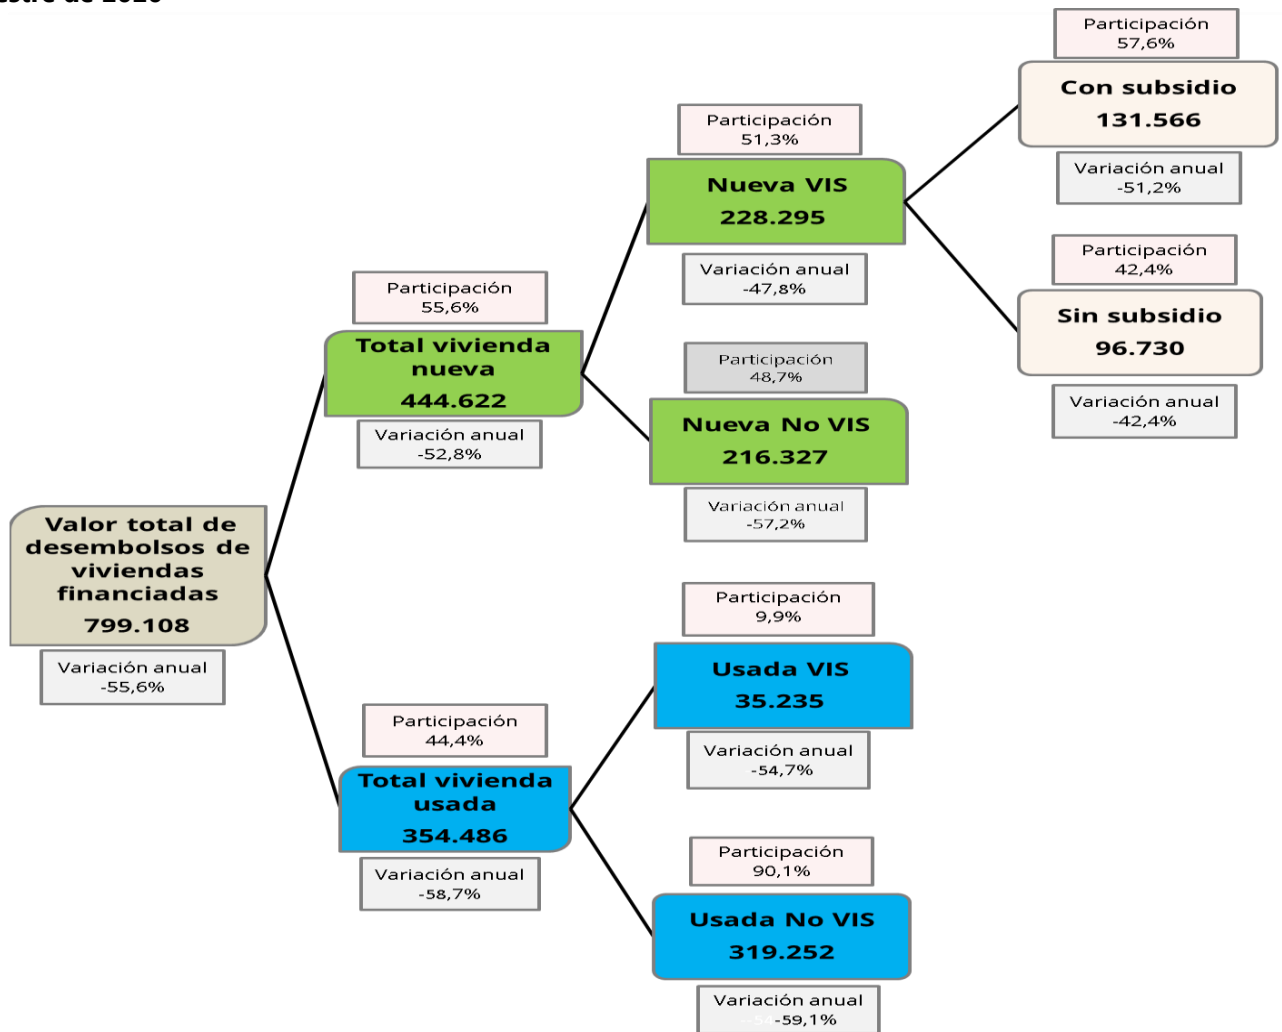 Participación
57,6%
Con subsidio
131.566
Variación anual
-51,2%
Participación
51,3%
Nueva VIS
228.295
Variación anual
-47,8%
Participación
42,4%
Sin subsidio
96.730
Variación anual
-42,4%
Participación
55,6%
Total vivienda
nueva
444.622
Variación anual
-52,8%
Participación
48,7%
Nueva No VIS
216.327
Variación anual
-57,2%
Valor total de
desembolsos de
viviendas
financiadas
799.108
Variación anual
-55,6%
Participación
9,9%
Usada VIS
35.235
Variación anual
-54,7%
Participación
44,4%
Total vivienda
usada
354.486
Variación anual
-58,7%
Participación
90,1%
Usada No VIS
319.252
Variación anual
-59,1%